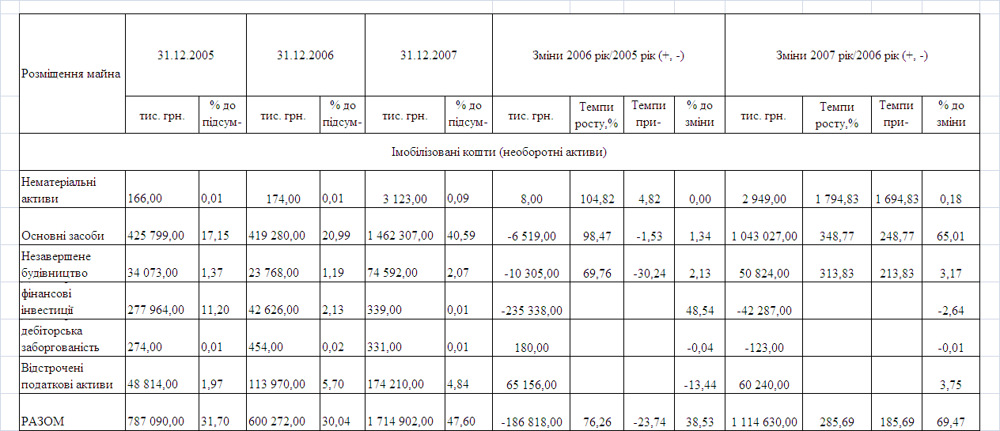 31.12.2005 31.12.2006 31.12.2007 Зміни 2006 рік/2005 рік (+, -) Зміни 2007 рік/2006 рік (+, -)
Розміщення майна
тис. грн. % до підсум- тис. грн. % до підсум- тис. грн. % до підсум- тис. грн. Темпи росту,% Темпи при- % до зміни тис. грн. Темпи росту,% Темпи при- % до зміни
Імобілізовані кошти (необоротні активи)
Нематеріальні
активи 166,00 0,01 174,00 0,01 3 123,00 0,09 8,00 104,82 4,82 0,00 2 949,00 1 794,83 1 694,83 0,18
Основні засоби 425 799,00 17,15 419 280,00 20,99 1 462 307,00 40,59 -6 519,00 98,47 -1,53 1,34 1 043 027,00 348,77 248,77 65,01
Незавершене
будівництво 34 073,00 1,37 23 768,00 1,19 74 592,00 2,07 -10 305,00 69,76 -30,24 2,13 50 824,00 313,83 213,83 3,17
фінансові
інвестиції 277 964,00 11,20 42 626,00 2,13 339,00 0,01 -235 338,00 48,54 -42 287,00 -2,64
дебіторська
заборгованість 274,00 0,01 454,00 0,02 331,00 0,01 180,00 -0,04 -123,00 -0,01
Відстрочені
податкові активи 48 814,00 1,97 113 970,00 5,70 174 210,00 4,84 65 156,00 -13,44 60 240,00 3,75
РАЗОМ 787 090,00 31,70 600 272,00 30,04 1 714 902,00 47,60 -186 818,00 76,26 -23,74 38,53 1 114 630,00 285,69 185,69 69,47